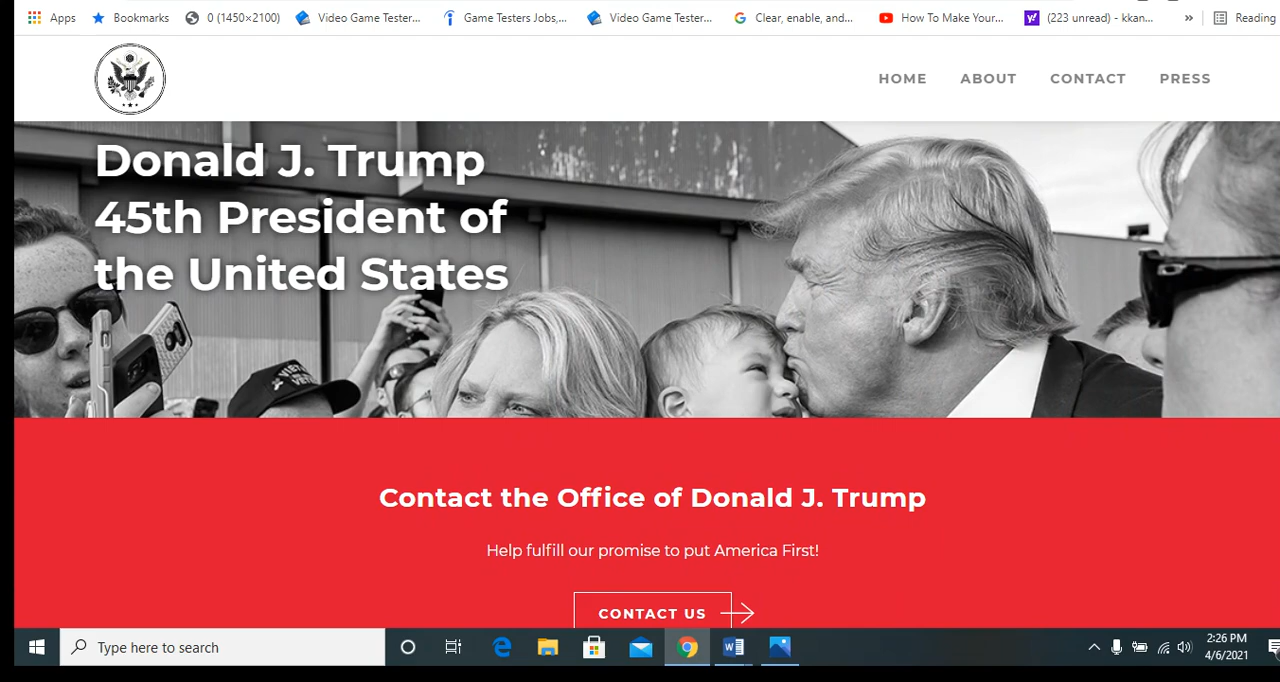 Apps Bookmarks 0 (1450×2100) Video Game Tester... Game Testers Jobs,... Video Game Tester... Clear, enable, and... How To Make Your... (223 unread) - kkan... » Reading
HOME ABOUT CONTACT PRESS
Donald J. Trump
45th President of
the United States
Contact the Office of Donald J. Trump
Help fulfill our promise to put America First!
CONTACT US
Type here to search
2:26 PM
4/6/2021